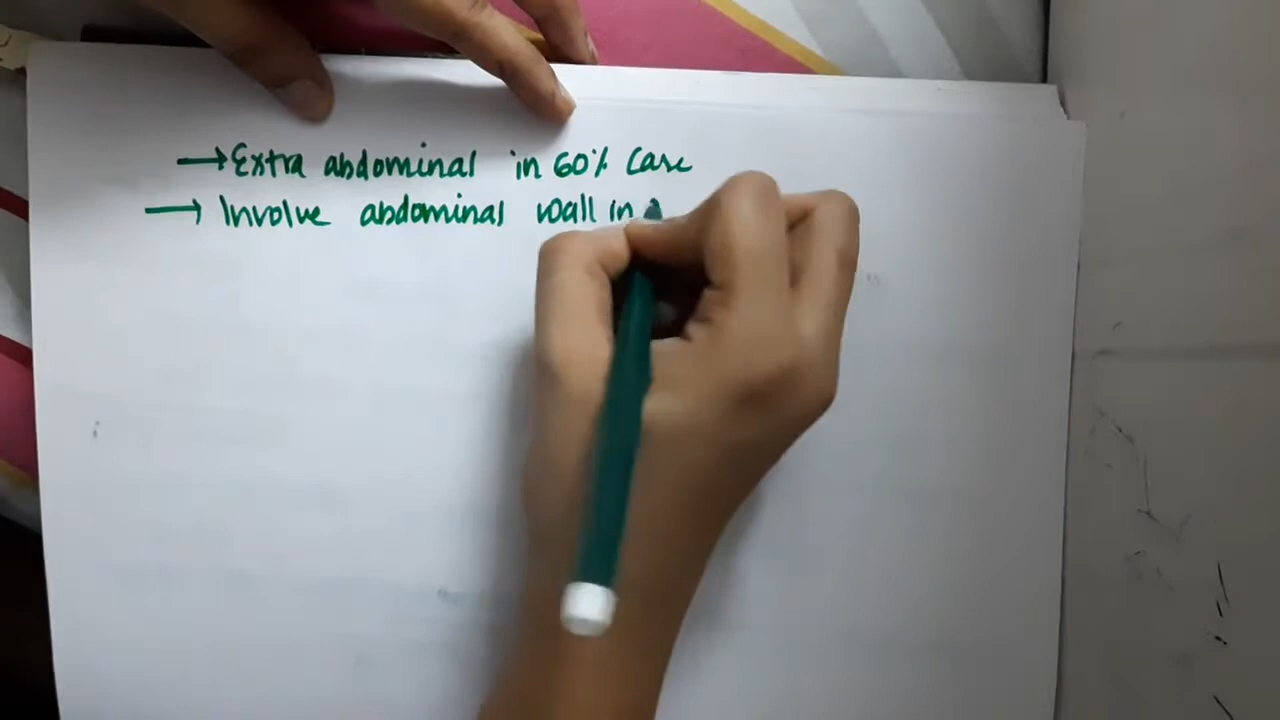 → Extra abdominal in 60% Case
→ Involve abdominal wall in